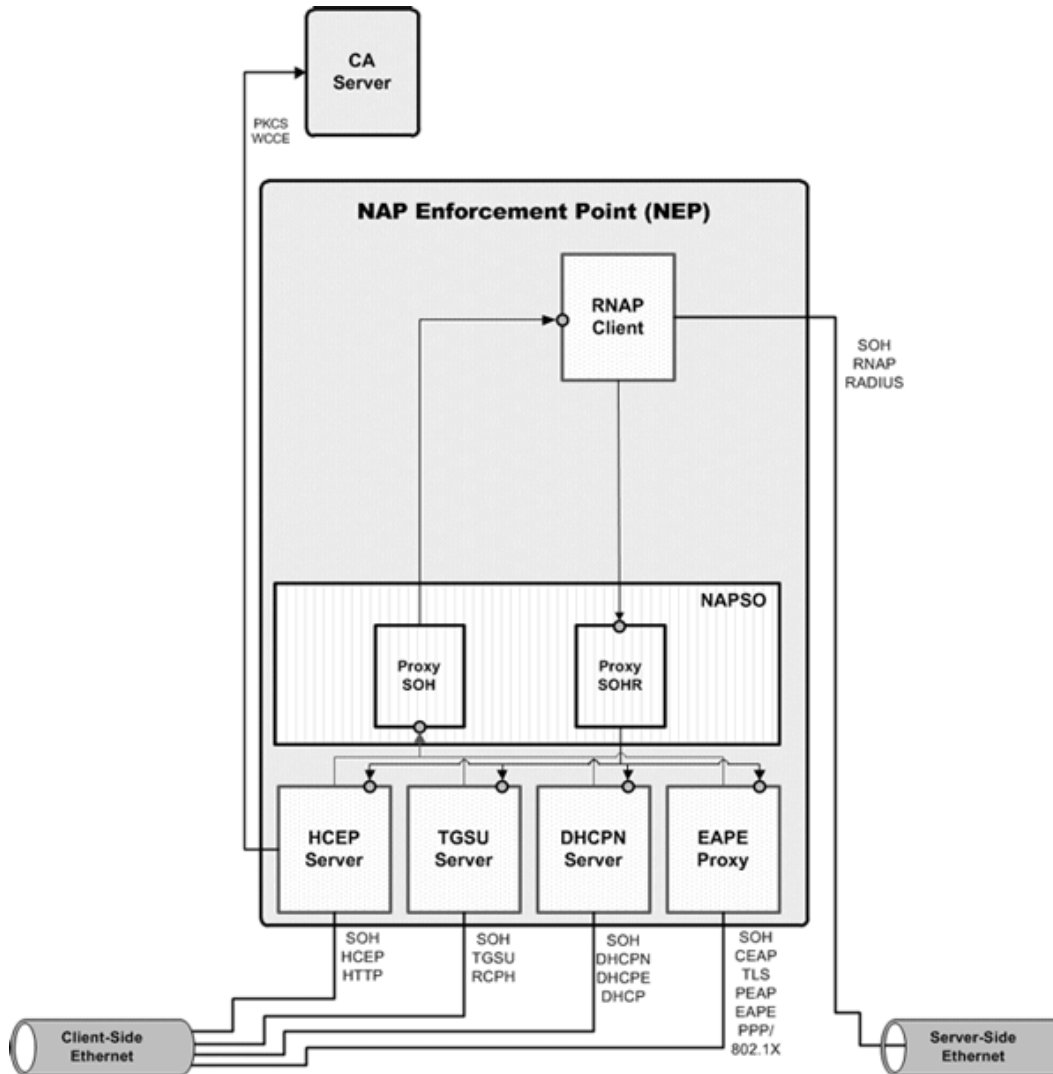 CA
Server
PKCS
WCCE
NAP Enforcement Point (NEP)
RNAP
Client
SOH
RNAP
RADIUS
NAPSO
Proxy
SOH
Proxy
SOHR
HCEP
Server
TGSU
Server
DHCPN
Server
EAPE
Proxy
SOH
HCEP
HTTP
SOH
TGSU
RCPH
SOH
DHCPN
DHCPE
DHCP
SOH
CEAP
TLS
PEAP
EAPE
PPP/
802.1X
Client-Side
Ethernet
Server-Side
Ethernet